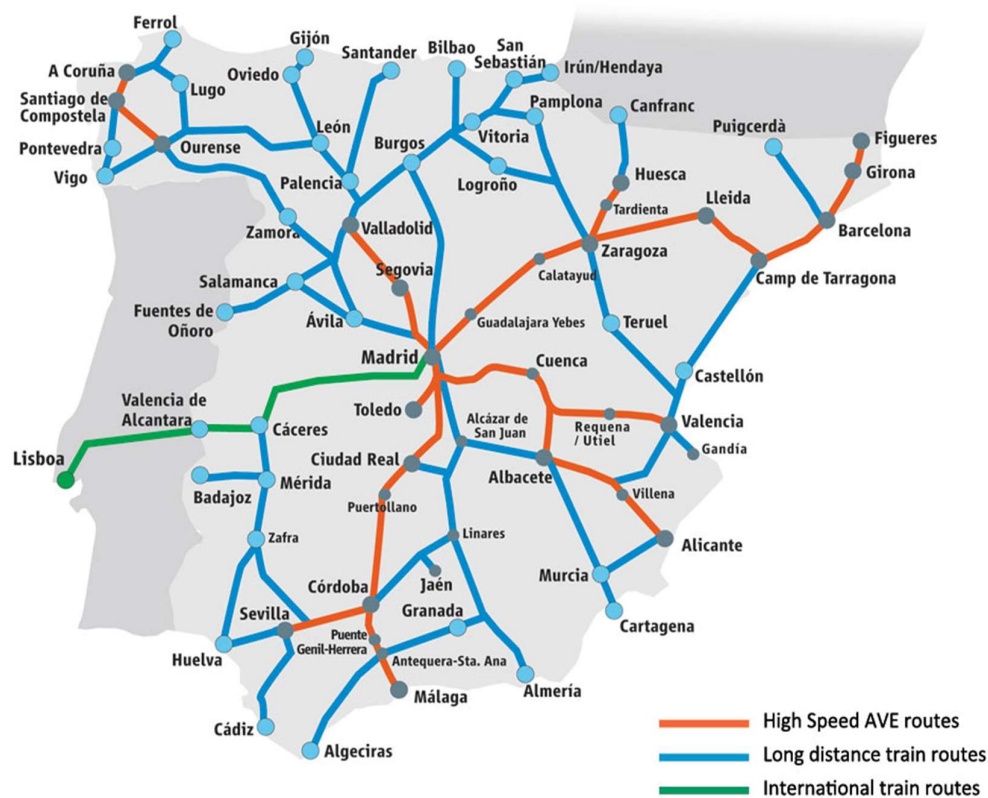 Ferrol
Gijón
Santander
Bilbao
San
Sebastián
Irún/Hendaya
A Coruña
Oviedo
Lugo
Santiago de
Compostela
Pamplona
Canfranc
Puigcerdà
Figueres
León
Vitoria
Burgos
Pontevedra
Ourense
Girona
Vigo
Palencia
Logroño
Huesca
Lleida
Tardienta
Zamora
Valladolid
Zaragoza
Barcelona
Segovia
Calatayud
Camp de Tarragona
Salamanca
Fuentes de
Oñoro
Ávila
Guadalajara Yebes
Teruel
Madrid
Cuenca
Castellón
Valencia de
Alcantara
Cáceres
Toledo
Alcázar de
San Juan
Requena
/ Utiel
Valencia
Gandía
Lisboa
Ciudad Real
Albacete
Badajoz
Mérida
Puertollano
Villena
Zafra
Linares
Alicante
Córdoba
Jaén
Murcia
Sevilla
Granada
Cartagena
Puente
Genil-Herrera
Huelva
Antequera-Sta. Ana
Málaga
Almería
Cádiz
Algeciras
High Speed AVE routes
Long distance train routes
International train routes